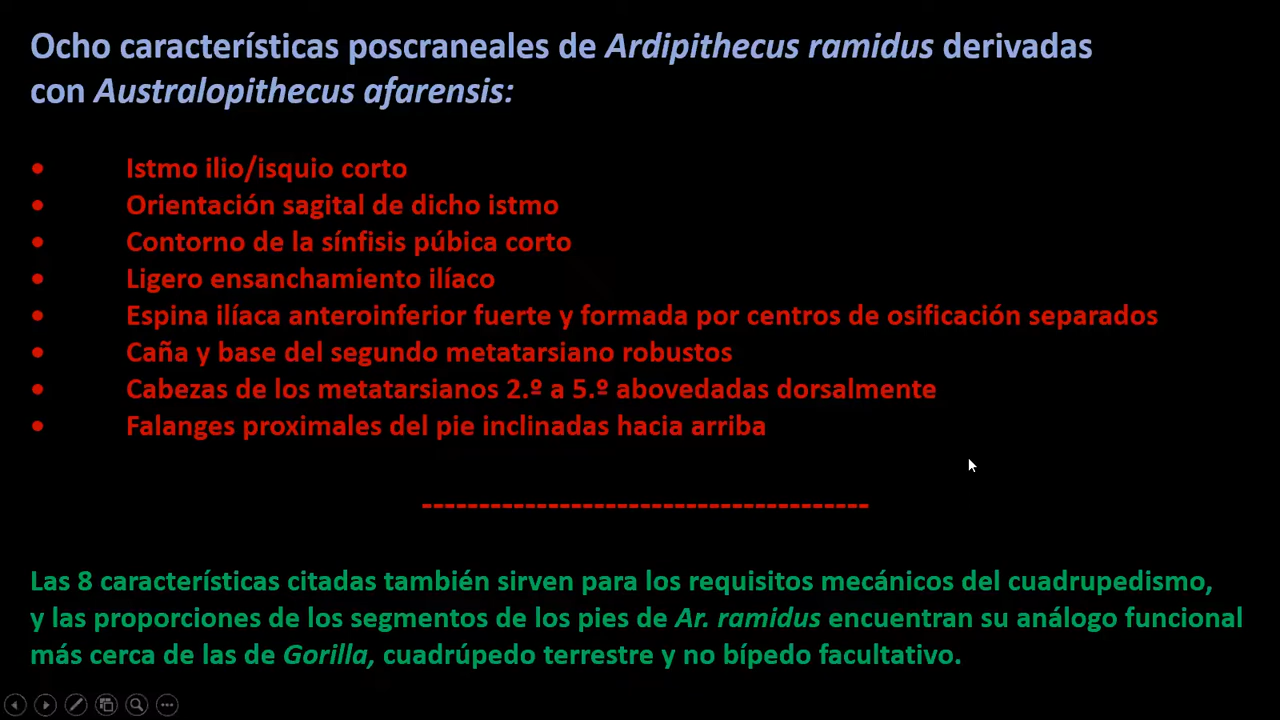 Ocho características poscraneales de Ardipithecus ramidus derivadas
con Australopithecus afarensis:
• Istmo ilio/isquio corto
• Orientación sagital de dicho istmo
• Contorno de la sínfisis púbica corto
• Ligero ensanchamiento ilíaco
• Espina ilíaca anteroinferior fuerte y formada por centros de osificación separados
• Caña y base del segundo metatarsiano robustos
• Cabezas de los metatarsianos 2.º a 5.º abovedadas dorsalmente
• Falanges proximales del pie inclinadas hacia arriba
---------------------------------------
Las 8 características citadas también sirven para los requisitos mecánicos del cuadrupedismo,
y las proporciones de los segmentos de los pies de Ar. ramidus encuentran su análogo funcional
más cerca de las de Gorilla, cuadrúpedo terrestre y no bípedo facultativo.